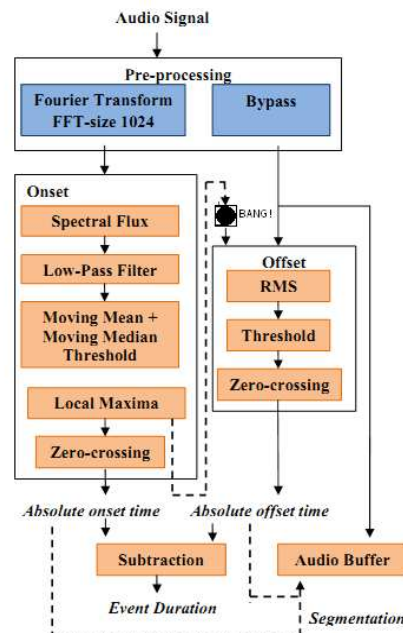 Audio Signal
Pre-processing
Fourier Transform
FFT-size 1024
Bypass
Onset
BANG!
Spectral Flux
Offset
Low-Pass Filter
RMS
Moving Mean +
Moving Median
Threshold
Threshold
Local Maxima
Zero-crossing
Zero-crossing
Absolute onset time
Absolute offset time
Subtraction
Audio Buffer
Event Duration
Segmentation